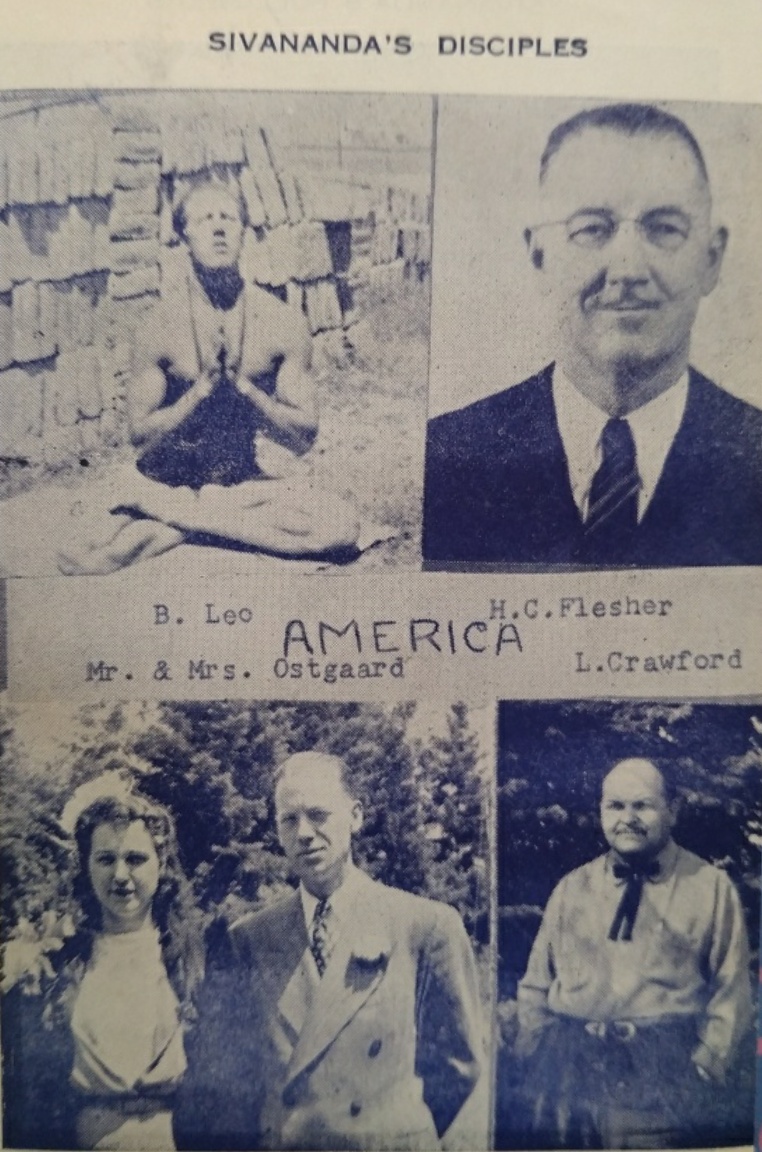 SIVANANDA'S DISCIPLES
B. Leo H.C.Flesher
AMERICA
Mr. & Mrs. Ostgaard L.Crawford